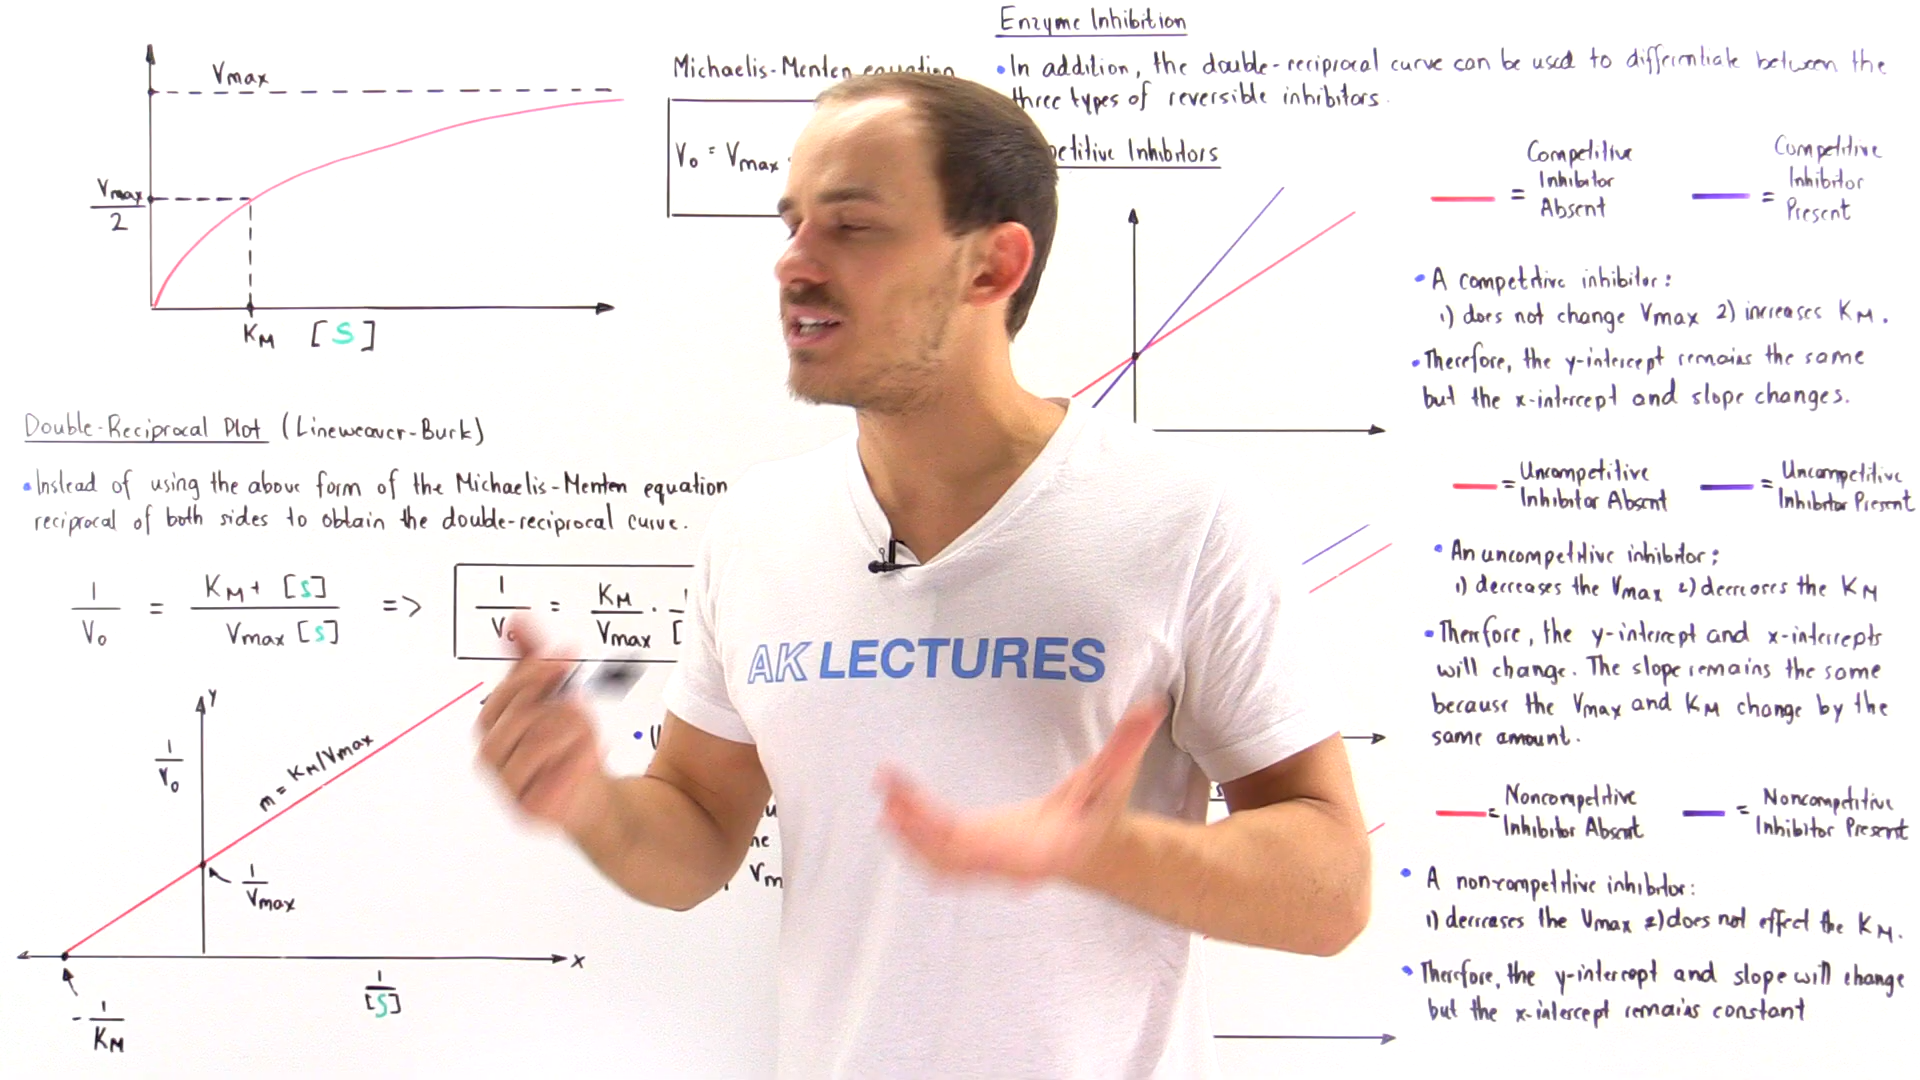 Vmax
Vmax
2
KM [S]
Michaelis-Menten equation
V₀ = Vmax ·
Double-Reciprocal Plot (Lineweaver-Burk)
• Instead of using the above form of the Michaelis-Menten equation
reciprocal of both sides to obtain the double-reciprocal curve.
1/V₀ = KM + [S] / Vmax [S] => 1/V₀ = KM/Vmax · 1/[
y
1/V₀
m = KM/Vmax
1/Vmax
x
1/[S]
-1/KM
Vm
AK LECTURES
Enzyme Inhibition
• In addition, the double-reciprocal curve can be used to differentiate between the
three types of reversible inhibitors.
petitive Inhibitors
= Competitive Inhibitor Absent
= Competitive Inhibitor Present
• A competitive inhibitor:
1) does not change Vmax 2) increases KM.
• Therefore, the y-intercept remains the same
but the x-intercept and slope changes.
= Uncompetitive Inhibitor Absent
= Uncompetitive Inhibitor Present
• An uncompetitive inhibitor:
1) decreases the Vmax 2) decreases the KM
• Therefore, the y-intercept and x-intercepts
will change. The slope remains the same
because the Vmax and KM change by the
same amount.
= Noncompetitive Inhibitor Absent
= Noncompetitive Inhibitor Present
• A noncompetitive inhibitor:
1) decreases the Vmax 2) does not effect the KM.
• Therefore, the y-intercept and slope will change
but the x-intercept remains constant